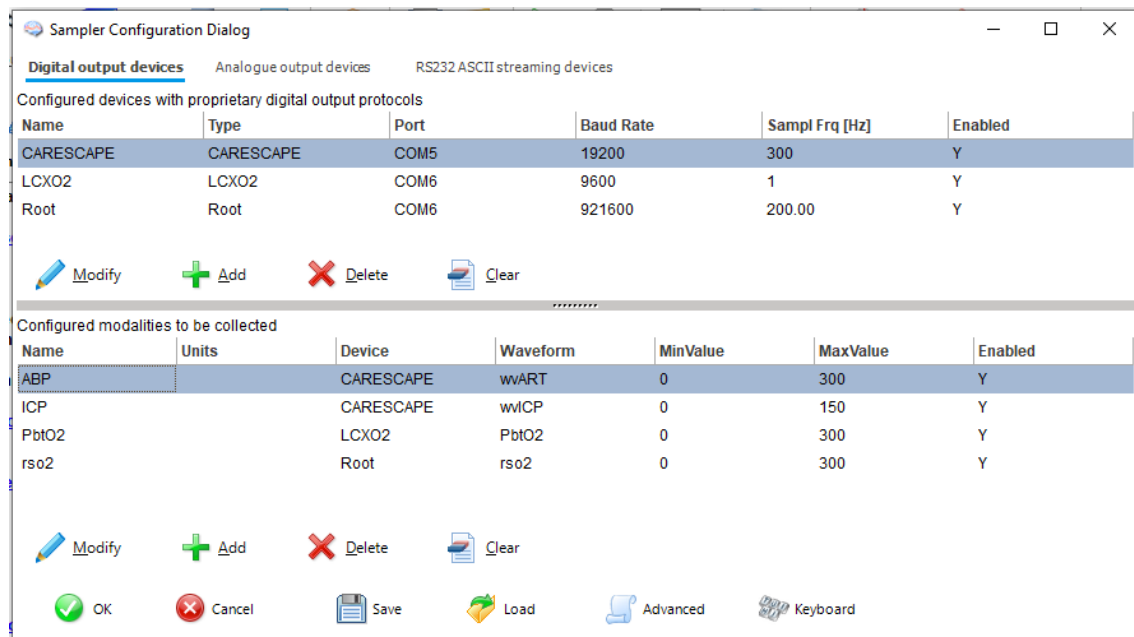 Sampler Configuration Dialog
Digital output devices Analogue output devices RS232 ASCII streaming devices
Configured devices with proprietary digital output protocols
Name Type Port Baud Rate Sampl Frq [Hz] Enabled
CARESCAPE CARESCAPE COM5 19200 300 Y
LCXO2 LCXO2 COM6 9600 1 Y
Root Root COM6 921600 200.00 Y
Modify Add Delete Clear
Configured modalities to be collected
Name Units Device Waveform MinValue MaxValue Enabled
ABP CARESCAPE wvART 0 300 Y
ICP CARESCAPE wvICP 0 150 Y
PbtO2 LCXO2 PbtO2 0 300 Y
rso2 Root rso2 0 300 Y
Modify Add Delete Clear
OK Cancel Save Load Advanced Keyboard